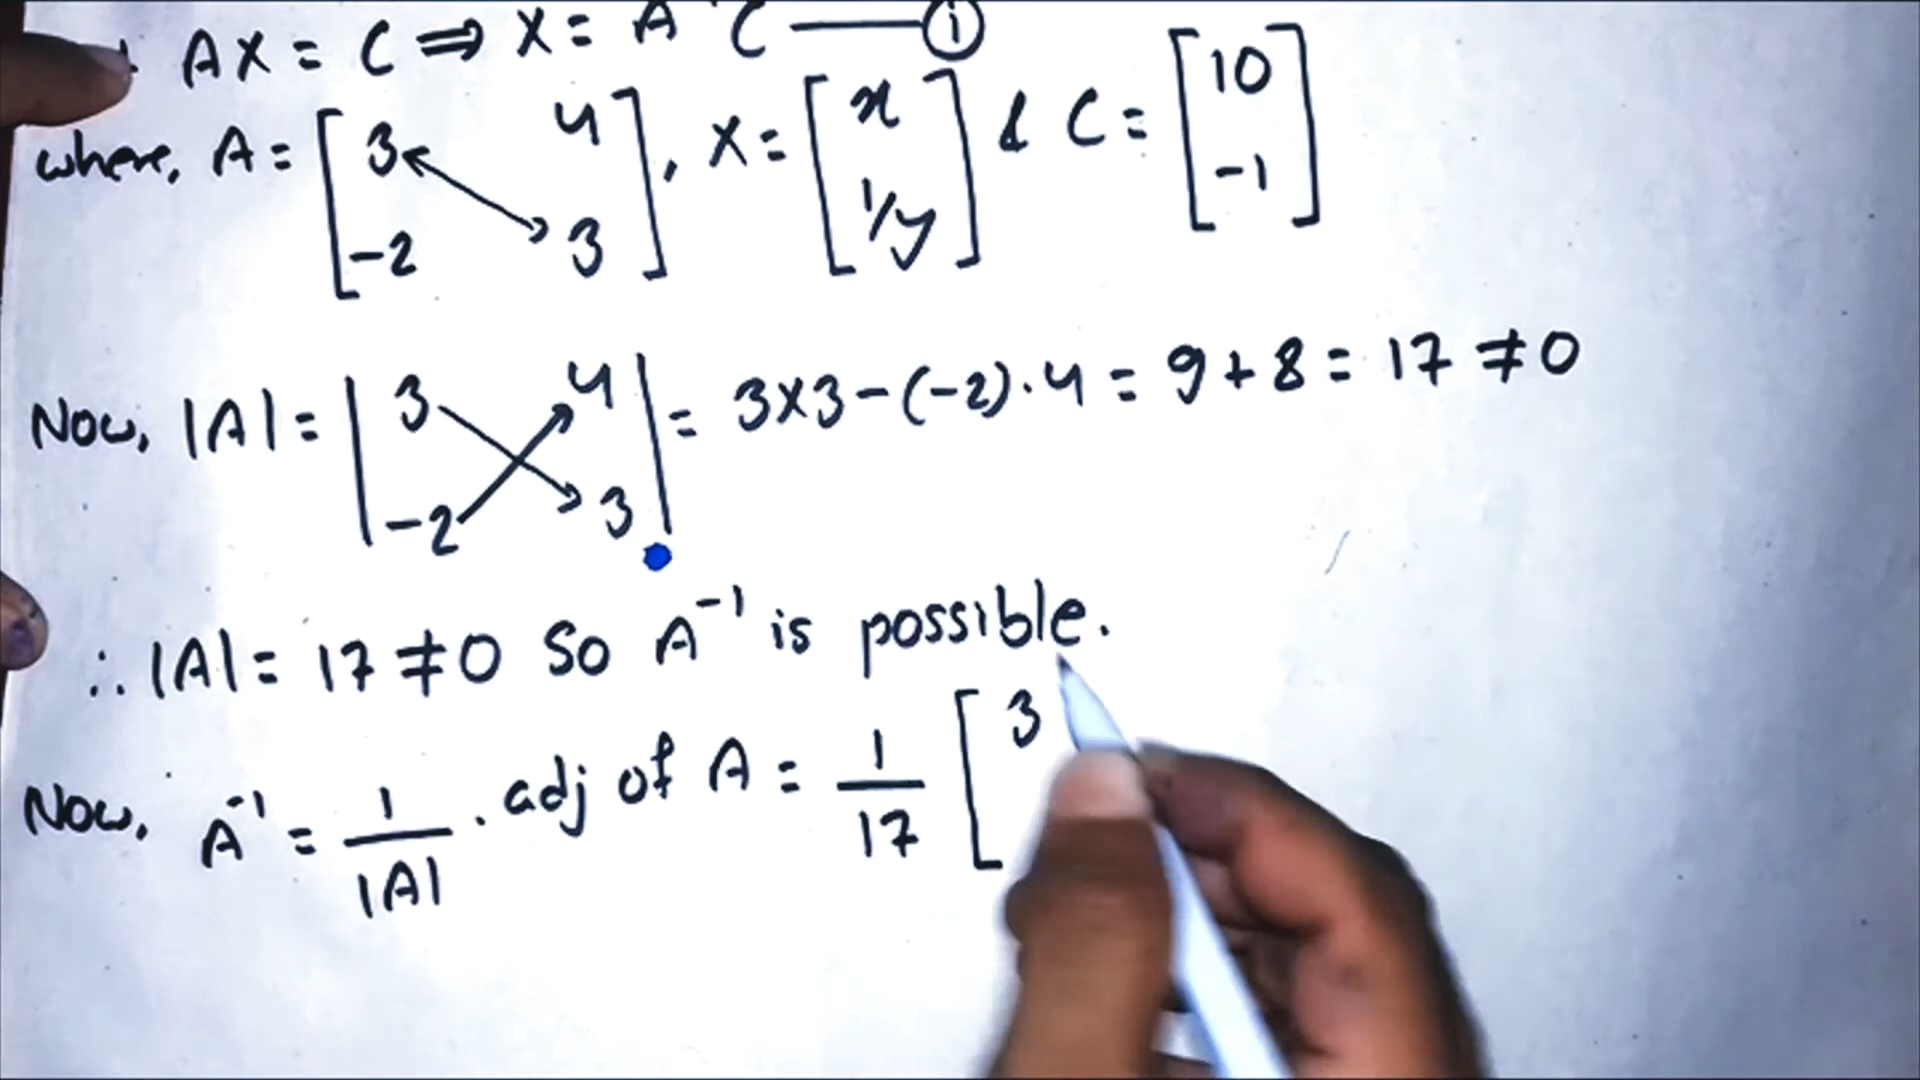 AX = C ⇒ X = A C — ①
where, A = [3 4 -2 3], X = [x 1/y] & C = [10 -1]
Now, |A| = |3 4 -2 3| = 3×3-(-2)·4 = 9+8 = 17 ≠ 0
∴ |A| = 17 ≠ 0 So A⁻¹ is possible.
Now, A⁻¹ = 1/|A| · adj of A = 1/17 [3